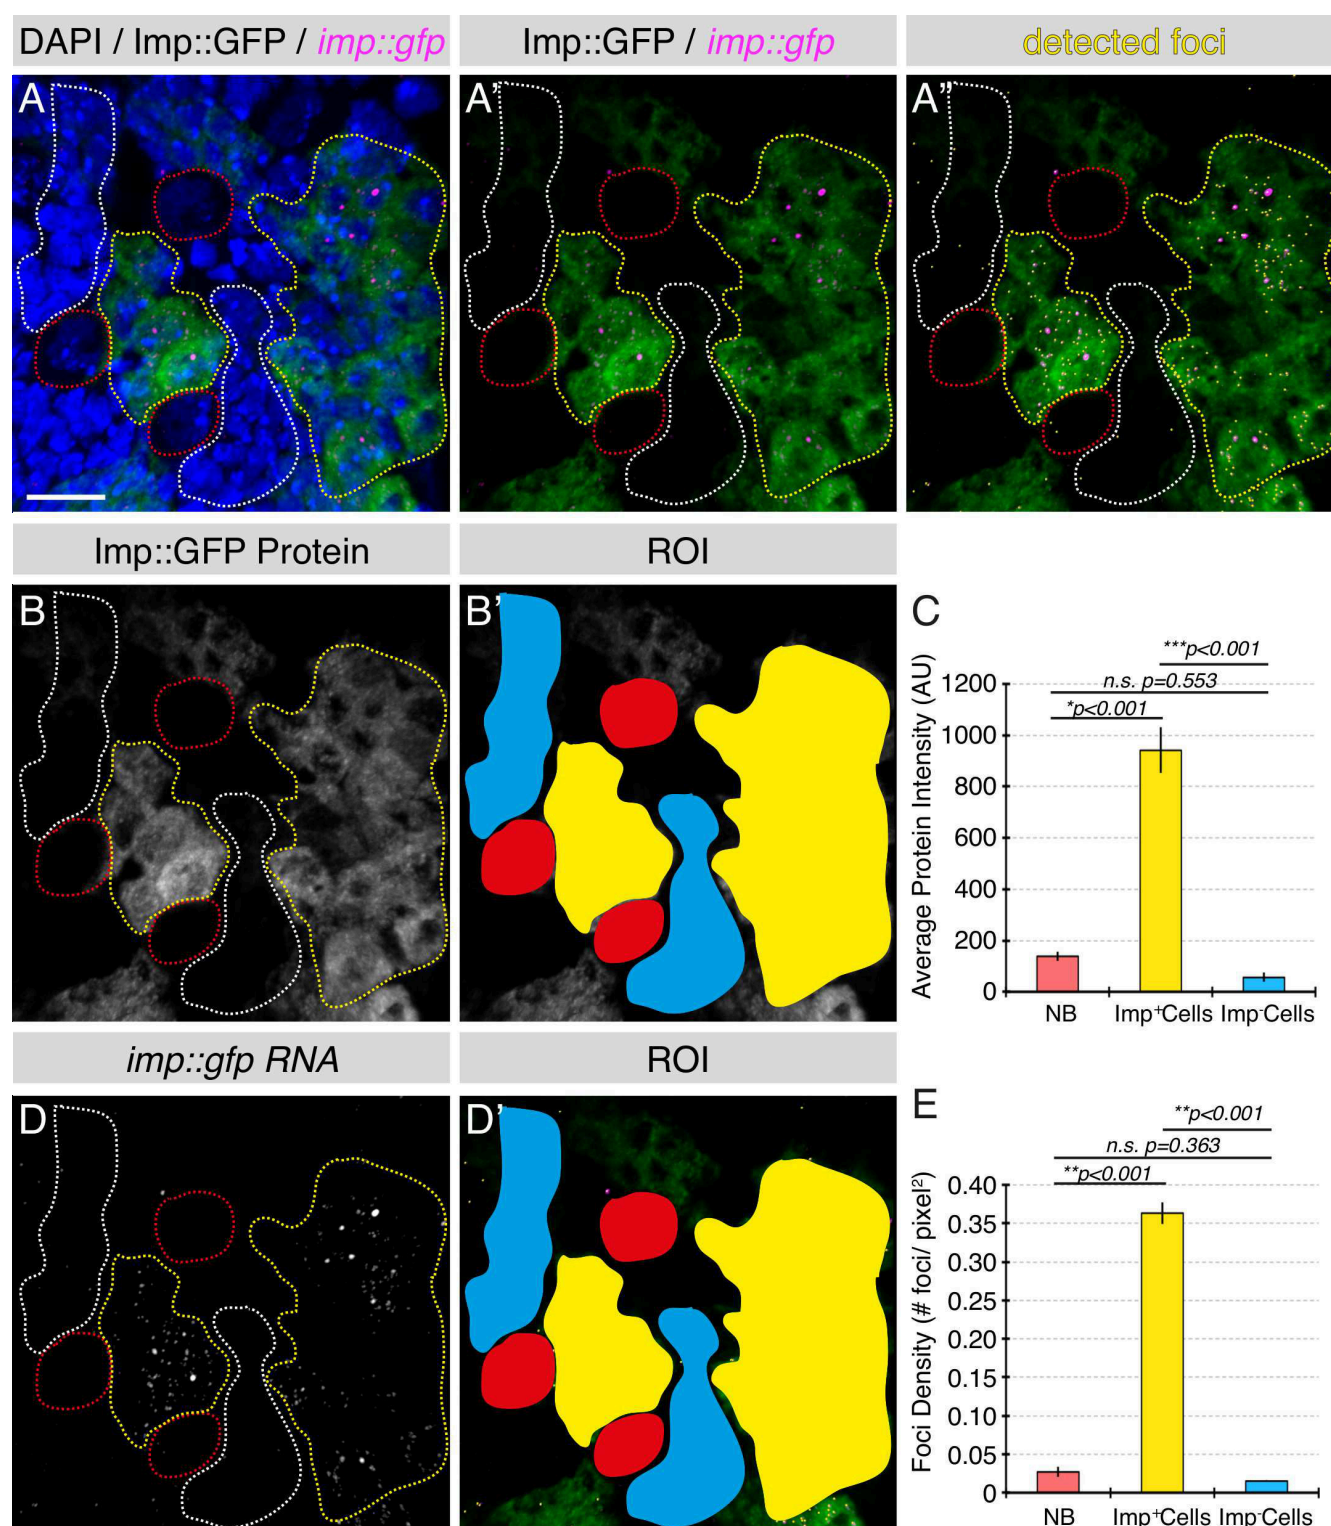 DAPI / Imp::GFP / imp::gfp
Imp::GFP / imp::gfp
detected foci
A
A'
A"
Imp::GFP Protein
ROI
B
B'
C
Average Protein Intensity (AU)
***p<0.001
n.s. p=0.553
*p<0.001
1200
1000
800
600
400
200
0
NB
Imp⁺Cells
Imp⁻Cells
imp::gfp RNA
ROI
D
D'
E
Foci Density (# foci/ pixel²)
**p<0.001
n.s. p=0.363
**p<0.001
0.40
0.35
0.30
0.25
0.20
0.15
0.10
0.05
0
NB
Imp⁺Cells
Imp⁻Cells